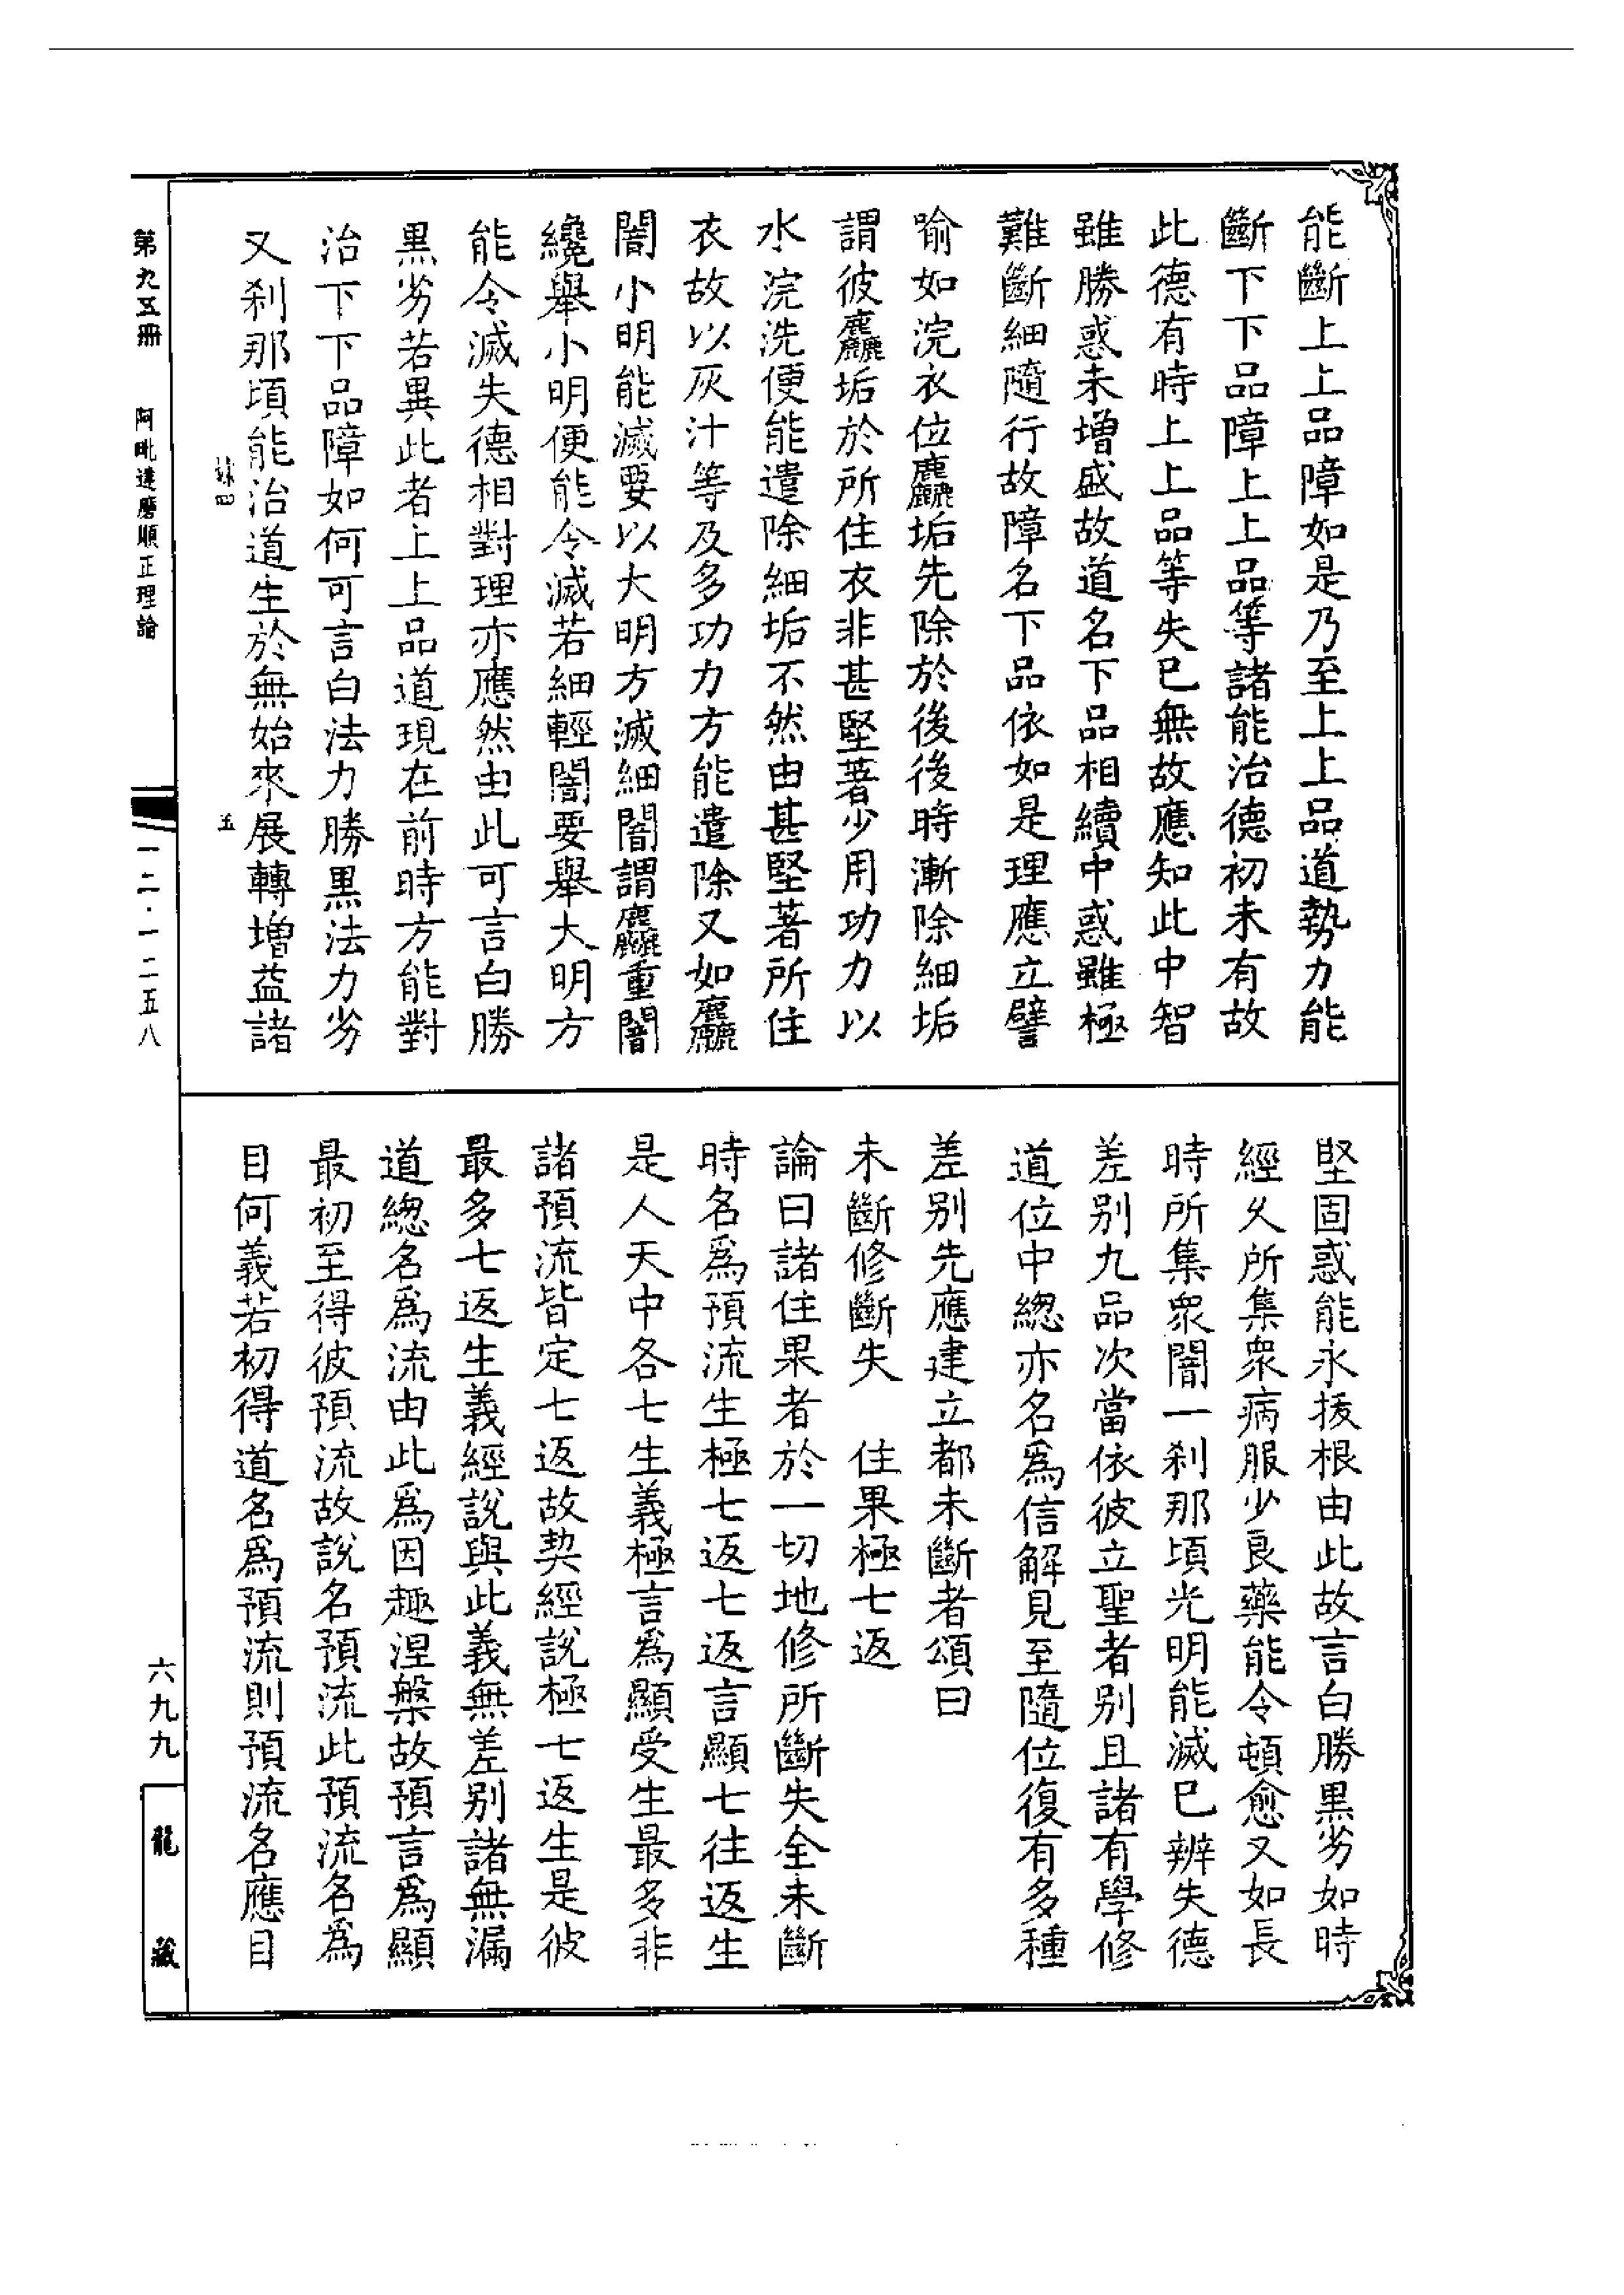 能斷上上品障如是乃至上上品道勢力能
斷下下品障上上品等諸能治德初未有故
此德有時上上品等失已無故應知此中智
雖勝惑未增盛故道名下品相續中惑雖極
難斷細隨行故障名下品依如是理應立譬
喻如浣衣位麤垢先除於後後時漸除細垢
謂彼麤垢於所住衣非甚堅著少用功力以
水浣洗便能遣除細垢不然由甚堅著所住
衣故以灰汁等及多功力方能遣除又如麤
闇小明能滅要以大明方滅細闇謂麤重闇
纔舉小明便能令滅若細輕闇要舉大明方
能令滅失德相對理亦應然由此可言白勝
黑劣若異此者上上品道現在前時方能對
治下下品障如何可言白法力勝黑法力劣
又剎那頃能治道生於無始來展轉增益諸
四 五
堅固惑能永拔根由此故言白勝黑劣如時
經久所集衆病服少良藥能令頓愈又如長
時所集衆闇一剎那頃光明能滅已辨失德
差別九品次當依彼立聖者別且諸有學修
道位中總亦名爲信解見至隨位復有多種
差別先應建立都未斷者頌曰
未斷修斷失 住果極七返
論曰諸住果者於一切地修所斷失全未斷
時名爲預流生極七返七返言顯七往返生
是人天中各七生義極言爲顯受生最多非
諸預流皆定七返故契經說極七返生是彼
最多七返生義經說與此義無差別諸無漏
道總名爲流由此爲因趣涅槃故預言爲顯
最初至得彼預流故說名預流此預流名爲
目何義若初得道名爲預流則預流名應目
第九五冊 阿毗達磨順正理論
一二·一二五八
六九九
龍藏